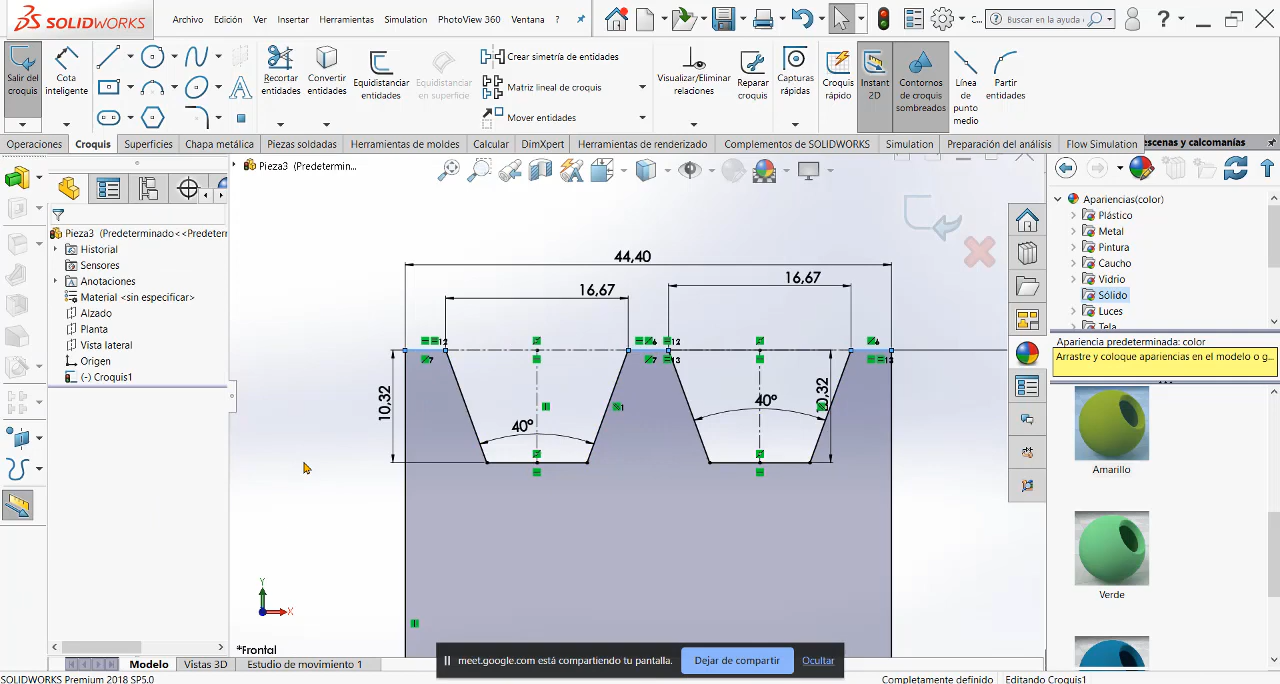 SOLIDWORKS
Archivo Edición Ver Insertar Herramientas Simulation PhotoView 360 Ventana ?
C...
Buscar en la ayuda
?
Salir del croquis
Cota inteligente
Recortar entidades
Convertir entidades
Equidistanciar entidades
Equidistanciar en superficie
Crear simetría de entidades
Matriz lineal de croquis
Mover entidades
Visualizar/Eliminar relaciones
Reparar croquis
Capturas rápidas
Croquis rápido
Instant 2D
Contornos de croquis sombreados
Línea de punto medio
Partir entidades
Operaciones Croquis Superficies Chapa metálica Piezas soldadas Herramientas de moldes Calcular DimXpert Herramientas de renderizado Complementos de SOLIDWORKS Simulation Preparación del análisis Flow Simulation
escenas y calcomanías
Pieza3 (Predetermin...
Pieza3 (Predeterminado<<Predeterr
Historial
Sensores
Anotaciones
Material <sin especificar>
Alzado
Planta
Vista lateral
Origen
(-) Croquis1
44,40
16,67
16,67
10,32
40º
40º
0,32
Y
X
*Frontal
Apariencias(color)
Plástico
Metal
Pintura
Caucho
Vidrio
Sólido
Luces
Tela
Apariencia predeterminada: color
Arrastre y coloque apariencias en el modelo o g...
Amarillo
Verde
meet.google.com está compartiendo tu pantalla.
Dejar de compartir
Ocultar
Modelo Vistas 3D Estudio de movimiento 1
SOLIDWORKS Premium 2018 SP5.0
Completamente definido Editando Croquis1